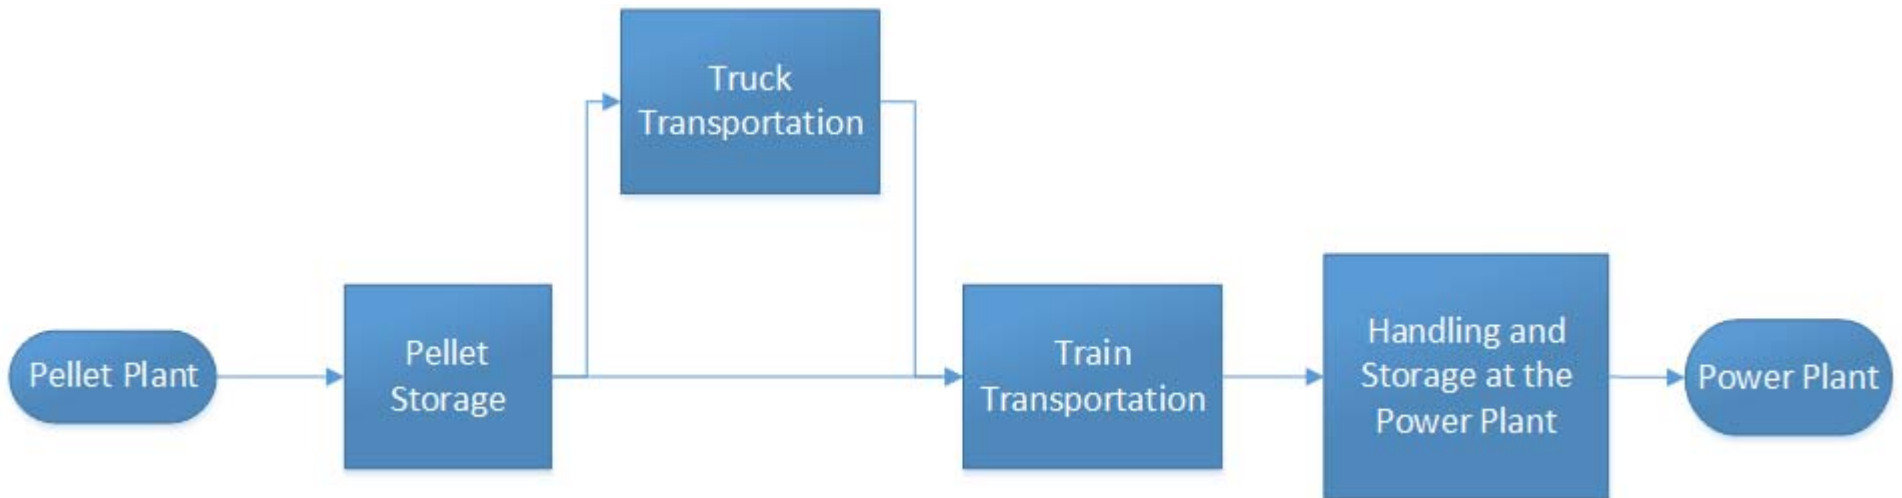 Pellet Plant
Pellet
Storage
Truck
Transportation
Train
Transportation
Handling and
Storage at the
Power Plant
Power Plant